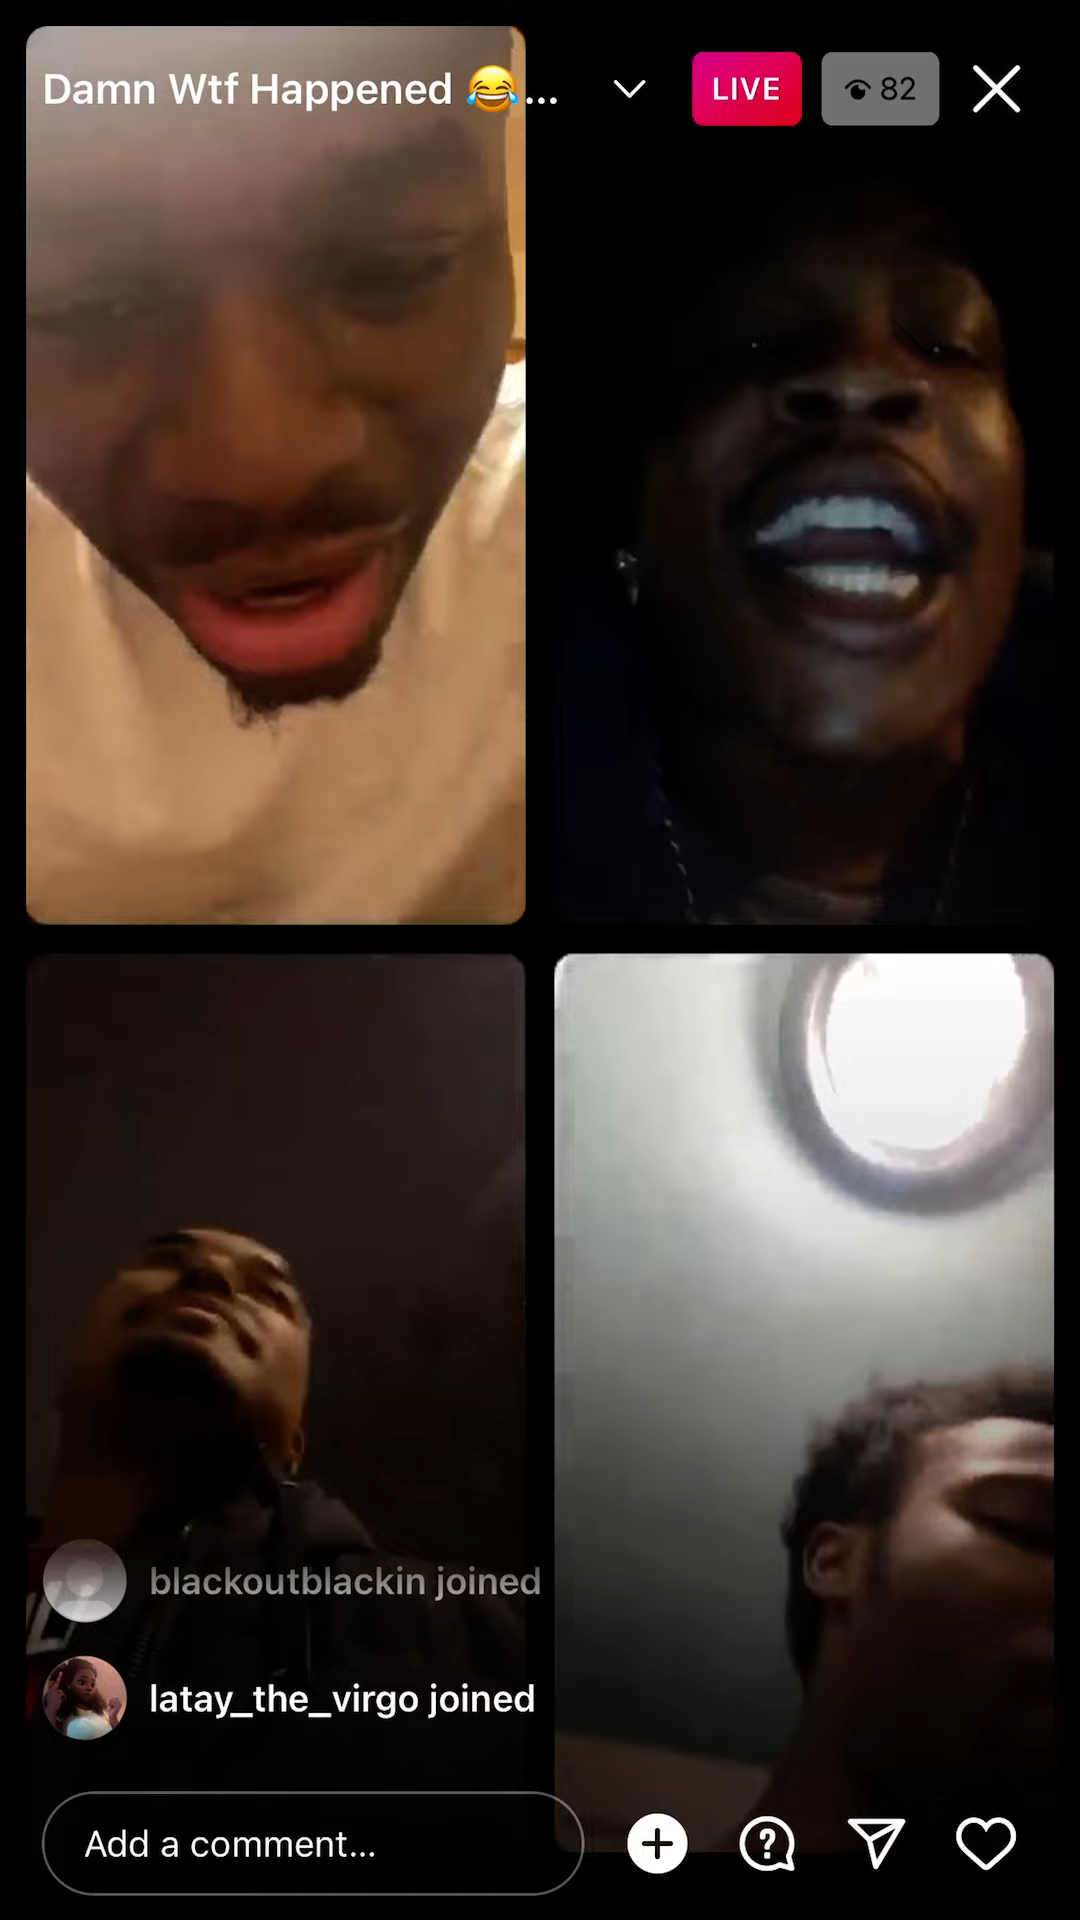 Damn Wtf Happened 😂...
LIVE
82
blackoutblackin joined
latay_the_virgo joined
Add a comment...